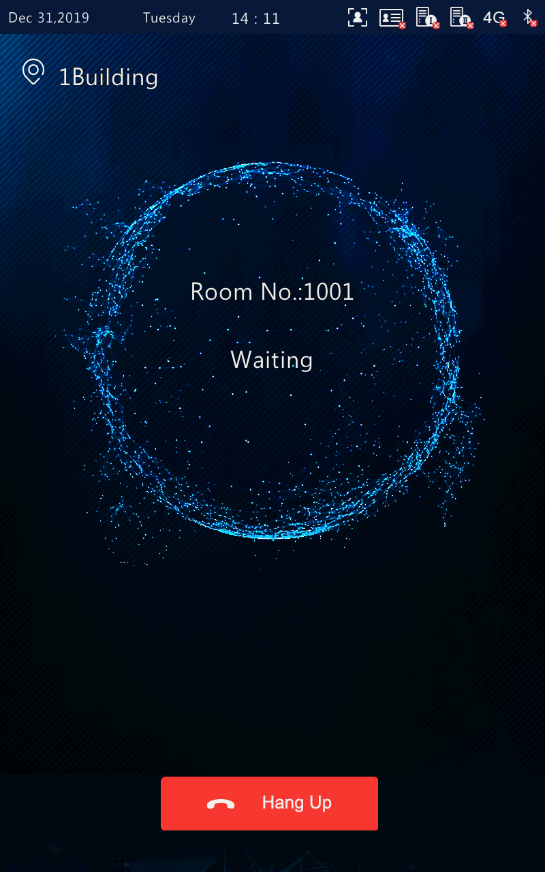 Dec 31,2019 Tuesday 14 : 11 4G
1Building
Room No.:1001
Waiting
Hang Up